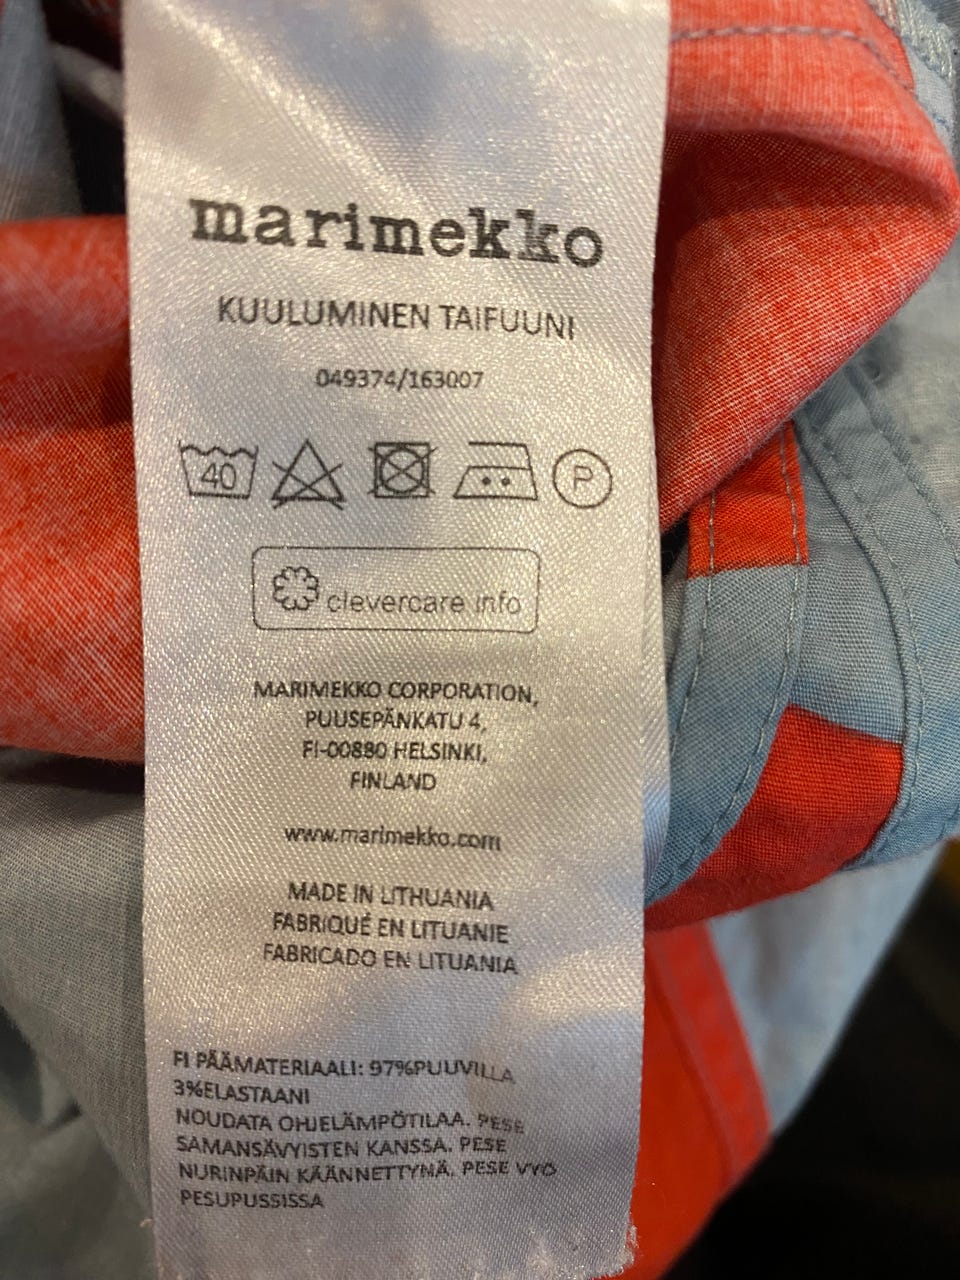 marimekko
KUULUMINEN TAIFUUNI
049374/163007
40 P
clevercare info
MARIMEKKO CORPORATION,
PUUSEPÄNKATU 4,
FI-00880 HELSINKI,
FINLAND
www.marimekko.com
MADE IN LITHUANIA
FABRIQUÉ EN LITUANIE
FABRICADO EN LITUANIA
FI PÄÄMATERIAALI: 97%PUUVILLA
3%ELASTAANI
NOUDATA OHJELÄMPÖTILAA. PESE
SAMANSÄVYISTEN KANSSA. PESE
NURINPÄIN KÄÄNNETTYNÄ. PESE VYÖ
PESUPUSSISSA